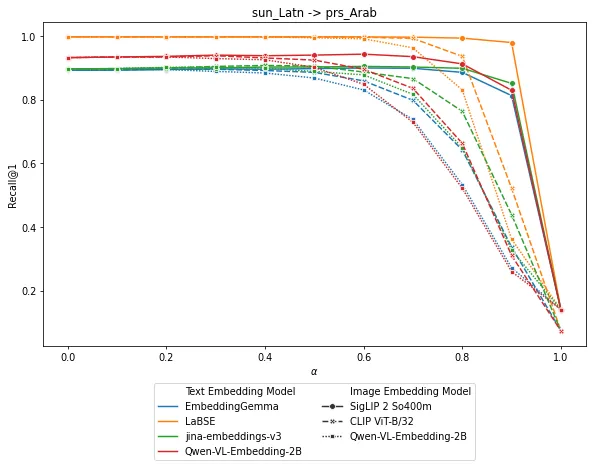 sun_Latn -> prs_Arab
1.0
0.8
0.6
0.4
0.2
Recall@1
0.0
0.2
0.4
0.6
0.8
1.0
α
Text Embedding Model
EmbeddingGemma
LaBSE
jina-embeddings-v3
Qwen-VL-Embedding-2B
Image Embedding Model
SigLIP 2 So400m
CLIP ViT-B/32
Qwen-VL-Embedding-2B